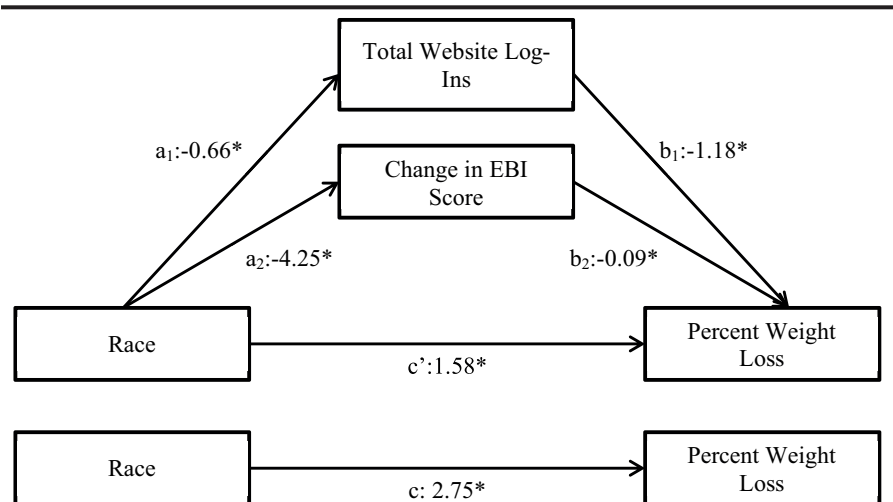 Total Website Log-
Ins
a₁:-0.66*
b₁:-1.18*
Change in EBI
Score
a₂:-4.25*
b₂:-0.09*
Race
Percent Weight
Loss
c’:1.58*
Race
Percent Weight
Loss
c: 2.75*